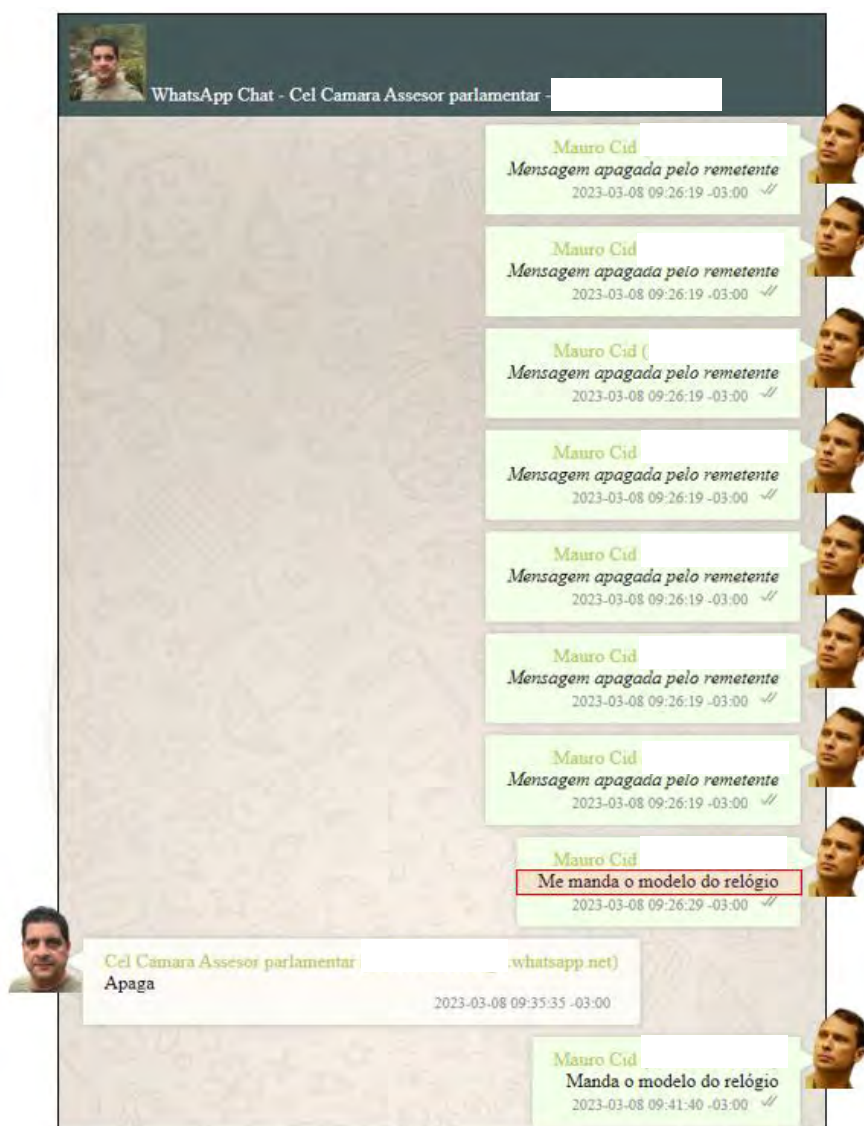 WhatsApp Chat - Cel Camara Assesor parlamentar -
Mauro Cid
Mensagem apagada pelo remetente
2023-03-08 09:26:19 -03:00
Mauro Cid
Mensagem apagada pelo remetente
2023-03-08 09:26:19 -03:00
Mauro Cid (
Mensagem apagada pelo remetente
2023-03-08 09:26:19 -03:00
Mauro Cid
Mensagem apagada pelo remetente
2023-03-08 09:26:19 -03:00
Mauro Cid
Mensagem apagada pelo remetente
2023-03-08 09:26:19 -03:00
Mauro Cid
Mensagem apagada pelo remetente
2023-03-08 09:26:19 -03:00
Mauro Cid
Mensagem apagada pelo remetente
2023-03-08 09:26:19 -03:00
Mauro Cid
Me manda o modelo do relógio
2023-03-08 09:26:29 -03:00
Cel Camara Assesor parlamentar .whatsapp.net)
Apaga
2023-03-08 09:35:35 -03:00
Mauro Cid
Manda o modelo do relógio
2023-03-08 09:41:40 -03:00